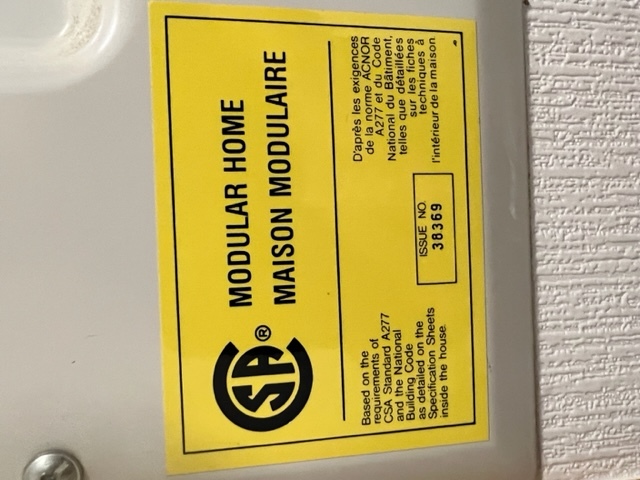 CSA®
MODULAR HOME
MAISON MODULAIRE
Based on the
requirements of
CSA Standard A277
and the National
Building Code
as detailed on the
Specification Sheets
inside the house.
ISSUE NO.
38369
D'après les exigences
de la norme ACNOR
A277 et du Code
National du Bâtiment,
telles que détaillées
sur les fiches
techniques à
l'intérieur de la maison